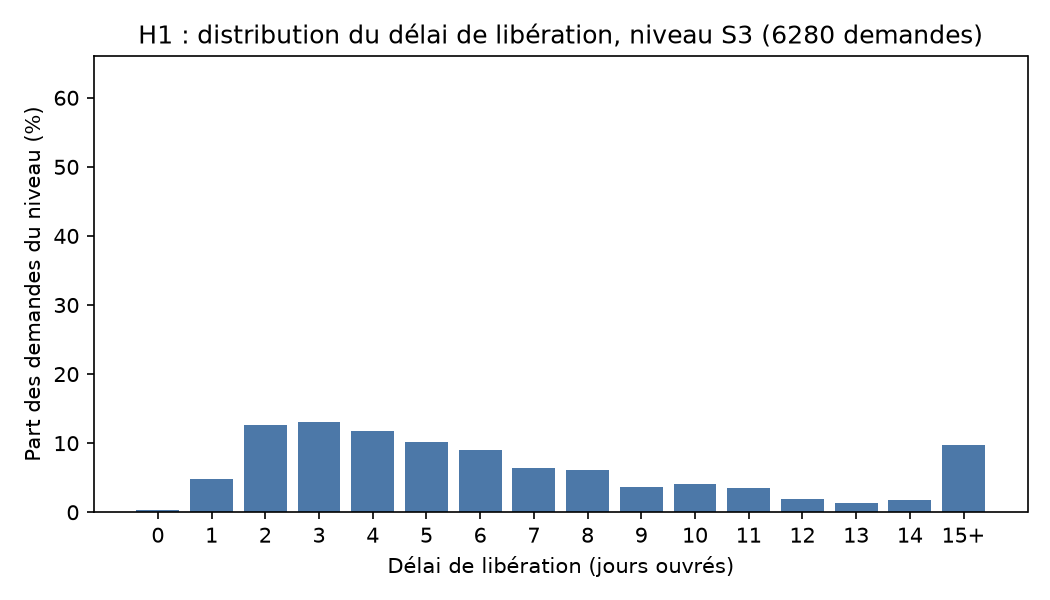 H1 : distribution du délai de libération, niveau S3 (6280 demandes)
Part des demandes du niveau (%)
60
50
40
30
20
10
0
0 1 2 3 4 5 6 7 8 9 10 11 12 13 14 15+
Délai de libération (jours ouvrés)